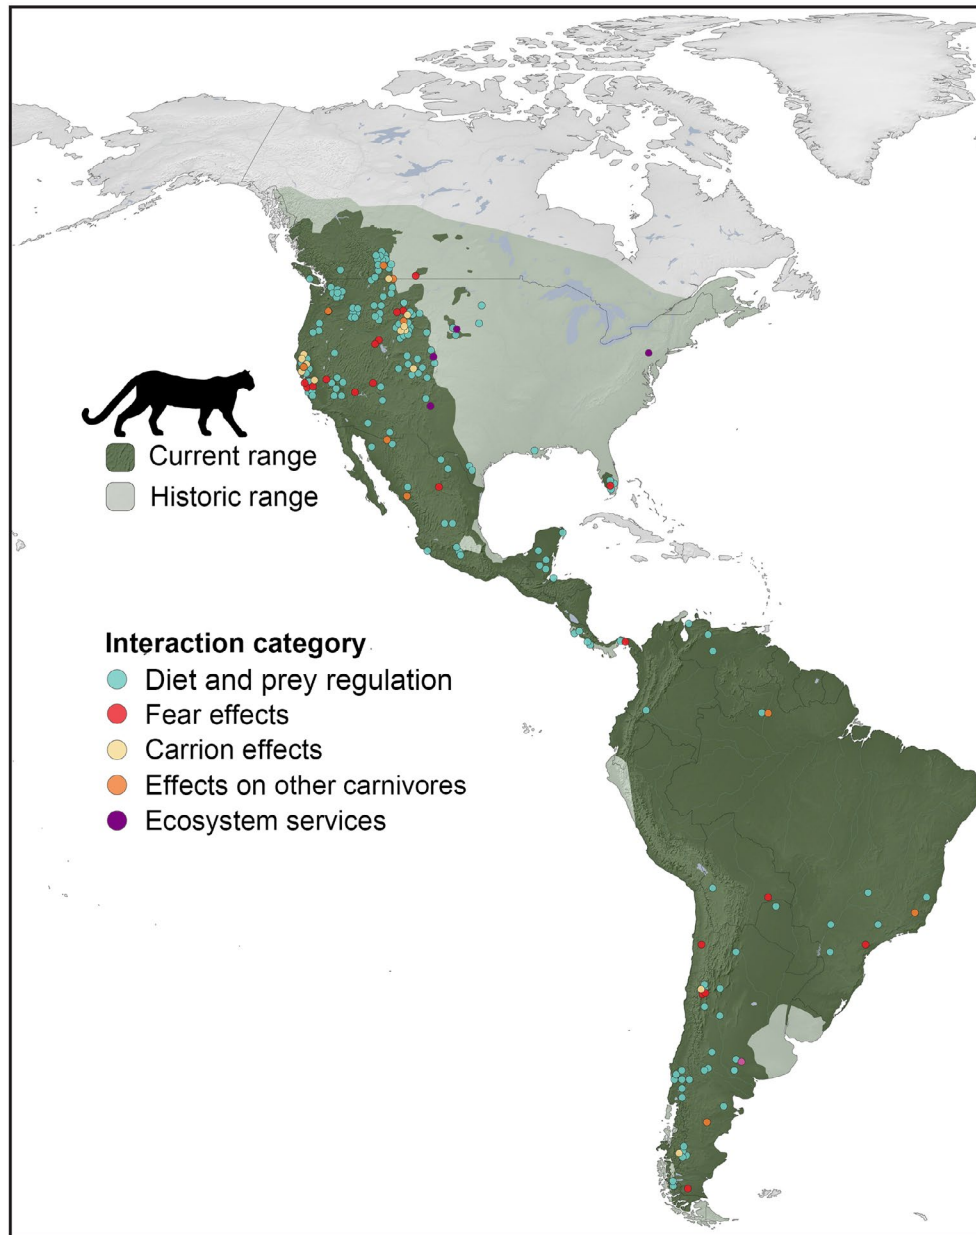 Current range
Historic range
Interaction category
Diet and prey regulation
Fear effects
Carrion effects
Effects on other carnivores
Ecosystem services